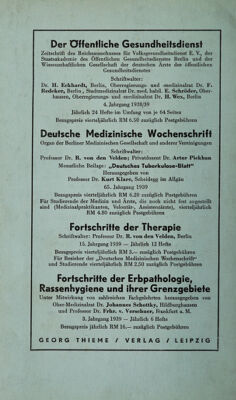 Der Öffentliche Gesundheitsdienst
Zeitschrift des Reichsausschusses für Volksgesundheitsdienst E. V., der
Staatsakademie des Öffentlichen Gesundheitsdienstes Berlin und der
Wissenschaftlichen Gesellschaft der deutschen Ärzte des öffentlichen
Gesundheitsdienstes
Schriftwalter:
Dr. H. Eckhardt, Berlin, Oberregierungs- und medizinalrat Dr. F.
Redeker, Berlin, Stadtmedizinalrat Dr. med. habil. E. Schröder, Ober-
hausen, Oberregierungs- und -medizinalrat Dr. H. Wex, Berlin
4. Jahrgang 1938/39
Jährlich 24 Hefte im Umfang von je 64 Seiten
Bezugspreis vierteljährlich RM 4.50 zuzüglich Postgebühren
Deutsche Medizinische Wochenschrift
Organ der Berliner Medizinischen Gesellschaft und anderer Vereinigungen
Schriftwalter:
Professor Dr. R. von den Velden; Privatdozent Dr. Artur Pickhan
Monatliche Beilage: „Deutsches Tuberkulose-Blatt“
Herausgegeben von
Professor Dr. Kurt Klare, Scheidegg im Allgäu
65. Jahrgang 1939
Bezugspreis vierteljährlich RM 6.20 zuzüglich Postgebühren
Für Studierende der Medizin und Ärzte, die noch nicht fest angestellt
sind (Medizinalpraktikanten, Volontär-, Assistenzärzte), vierteljährlich
RM 4.80 zuzüglich Postgebühren
Fortschritte der Therapie
Schriftwalter: Professor Dr. R. von den Velden, Berlin
15. Jahrgang 1939 — Jährlich 12 Hefte
Bezugspreis vierteljährlich RM 3.— zuzüglich Postgebühren
Für Bezieher der „Deutschen Medizinischen Wochenschrift“
und Studierende vierteljährlich RM 2.50 zuzüglich Postgebühren
Fortschritte der Erbpathologie,
Rassenhygiene und ihrer Grenzgebiete
Unter Mitwirkung von zahlreichen Fachgelehrten herausgegeben von
Ober-Medizinalrat Dr. Johannes Schottky, Hildburghausen
und Professor Dr. Frhr. v. Verschuer, Frankfurt a. M.
3. Jahrgang 1939 — Jährlich 6 Hefte
Bezugspreis jährlich RM 16.— zuzüglich Postgebühren
GEORG THIEME / VERLAG / LEIPZIG